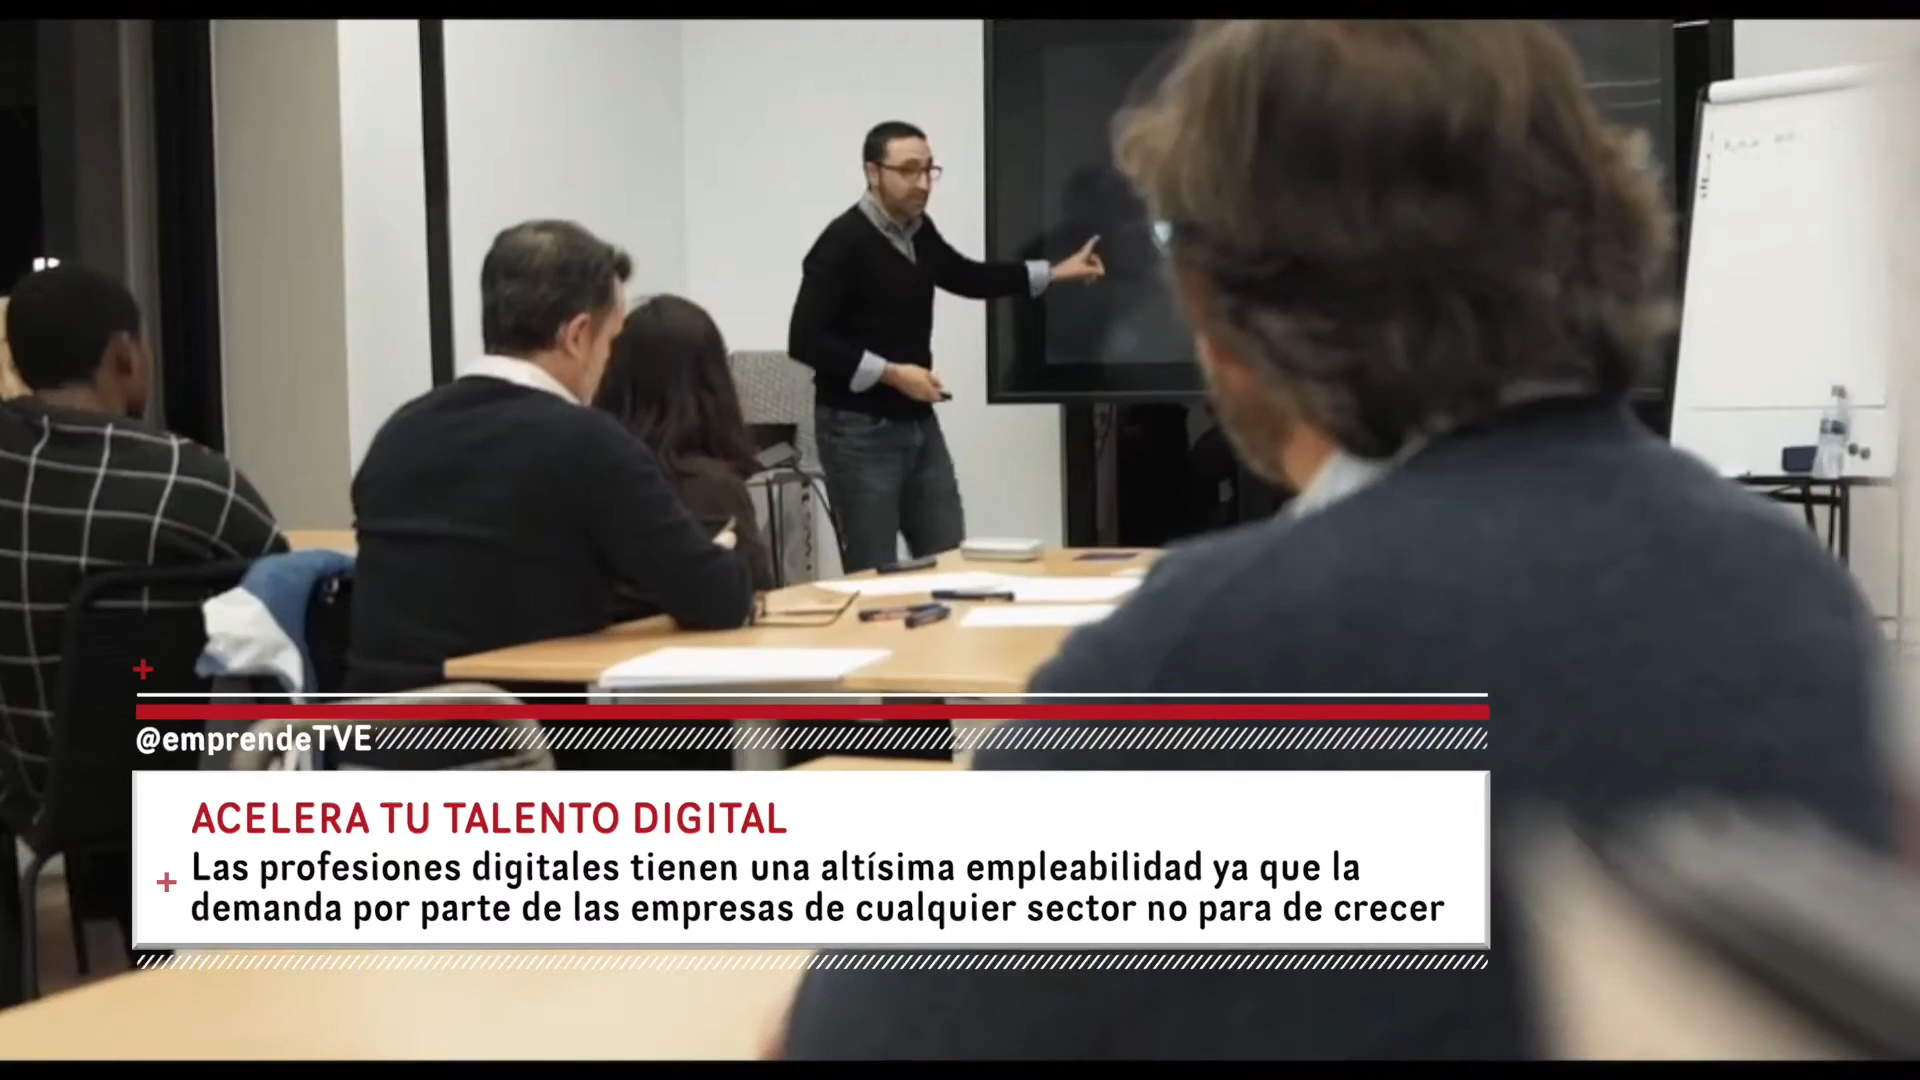 @emprendeTVE
ACELERA TU TALENTO DIGITAL
Las profesiones digitales tienen una altísima empleabilidad ya que la
demanda por parte de las empresas de cualquier sector no para de crecer